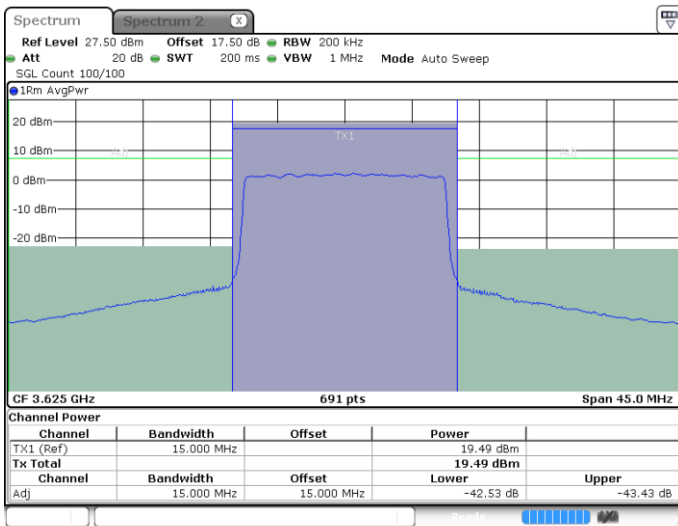 Spectrum Spectrum 2 X
Ref Level 27.50 dBm Offset 17.50 dB RBW 200 kHz
Att 20 dB SWT 200 ms VBW 1 MHz Mode Auto Sweep
SGL Count 100/100
1Rm AvgPwr
20 dBm
TX1
10 dBm
Adj Adj
0 dBm
-10 dBm
-20 dBm
CF 3.625 GHz 691 pts Span 45.0 MHz
Channel Power
Channel Bandwidth Offset Power
TX1 (Ref) 15.000 MHz 19.49 dBm
Tx Total 19.49 dBm
Channel Bandwidth Offset Lower Upper
Adj 15.000 MHz 15.000 MHz -42.53 dB -43.43 dB
Ready